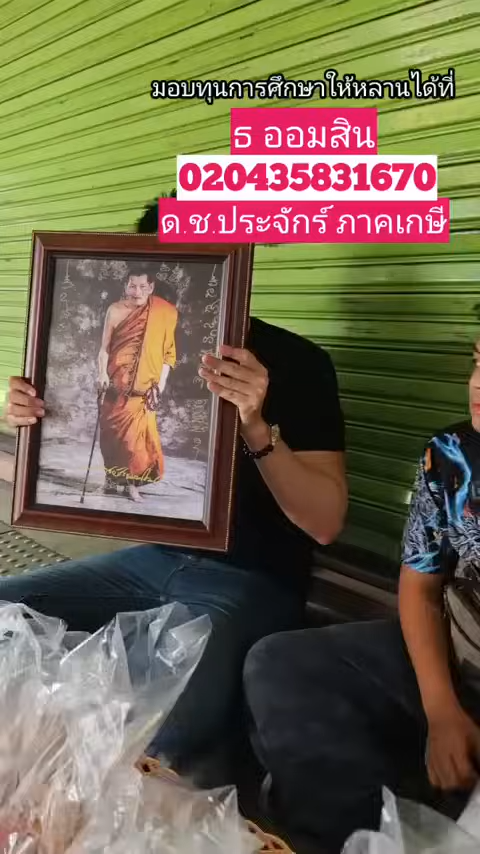 มอบทุนการศึกษาให้หลานได้ที่
ธ ออมสิน
020435831670
ด.ช.ประจักร์ ภาคเกษี